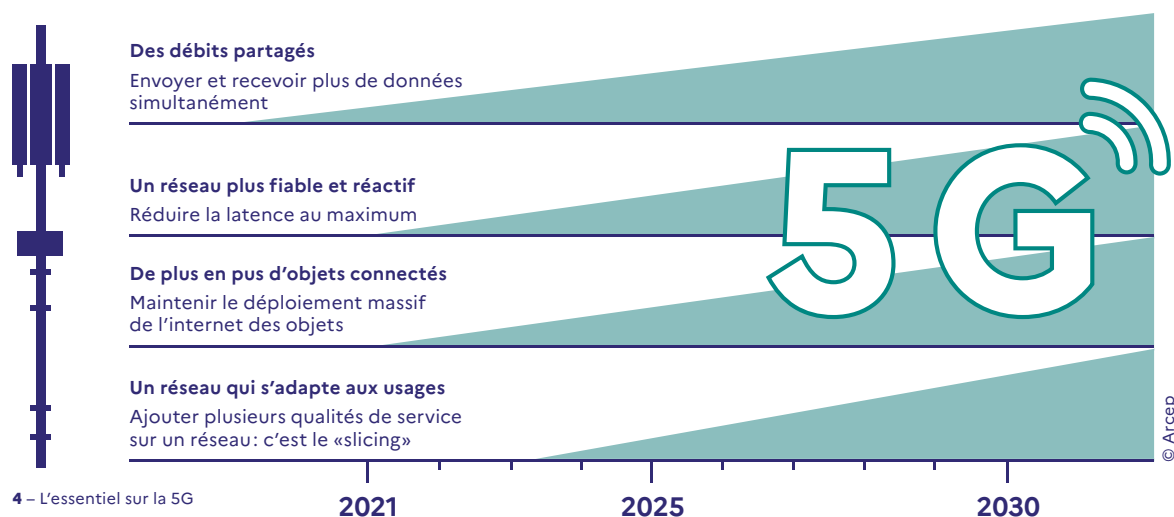 Des débits partagés
Envoyer et recevoir plus de données
simultanément
Un réseau plus fiable et réactif
Réduire la latence au maximum
De plus en pus d’objets connectés
Maintenir le déploiement massif
de l’internet des objets
Un réseau qui s’adapte aux usages
Ajouter plusieurs qualités de service
sur un réseau: c’est le «slicing»
5G
© Arcep
2021 2025 2030
4 – L’essentiel sur la 5G